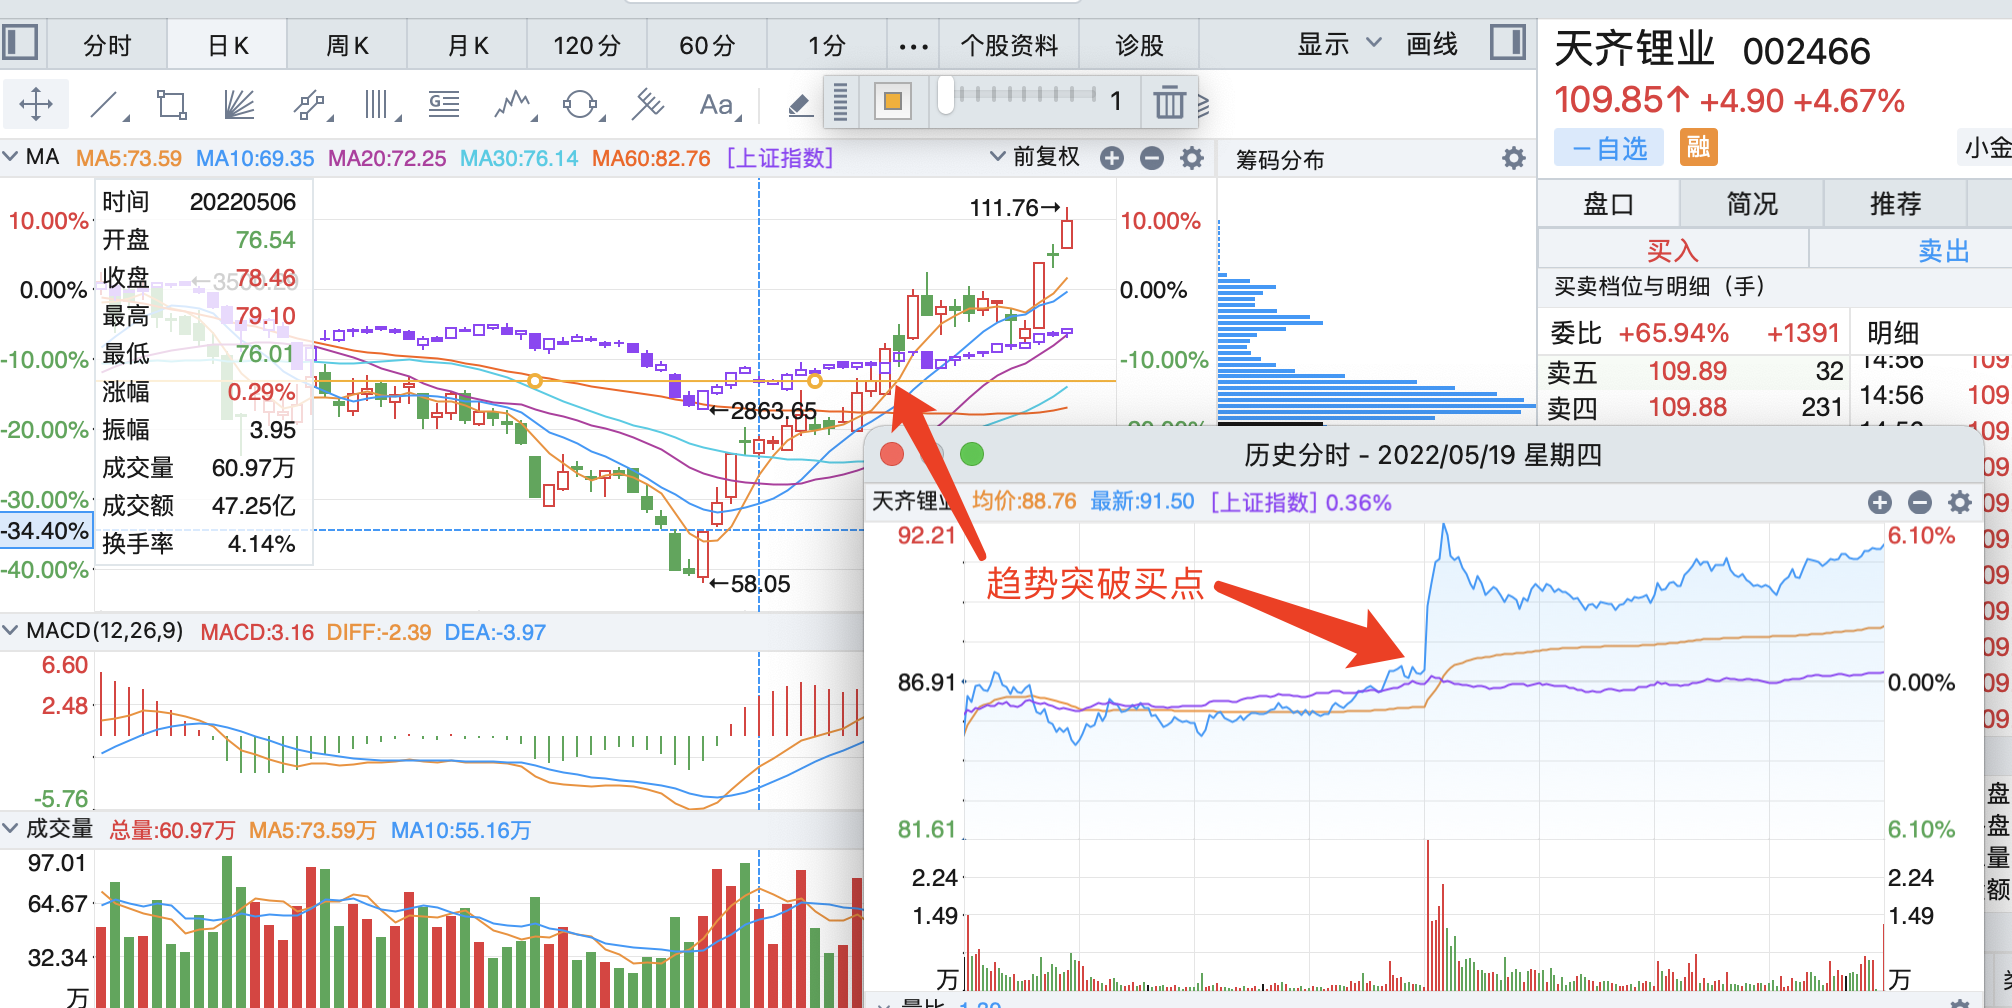 分时 日K 周K 月K 120分 60分 1分 ... 个股资料 诊股 显示 画线
天齐锂业 002466
109.85↑ +4.90 +4.67%
G Aa 1
－自选 融 小金
MA MA5:73.59 MA10:69.35 MA20:72.25 MA30:76.14 MA60:82.76 [上证指数] 前复权 筹码分布
盘口 简况 推荐
买入 卖出
买卖档位与明细（手）
委比 +65.94% +1391 明细
卖五 109.89 32 14:56 109
卖四 109.88 231 14:56 109
时间 20220506
开盘 76.54
收盘 78.46
最高 79.10
最低 76.01
涨幅 0.29%
振幅 3.95
成交量 60.97万
成交额 47.25亿
换手率 4.14%
10.00%
0.00%
-10.00%
-20.00%
-30.00%
-34.40%
-40.00%
111.76→
10.00%
0.00%
-10.00%
←2863.65
←58.05
历史分时 - 2022/05/19 星期四
天齐锂业 均价:88.76 最新:91.50 [上证指数] 0.36%
92.21 6.10%
趋势突破买点
86.91 0.00%
81.61 6.10%
2.24 2.24
1.49 1.49
万 万
量比 1.20
MACD(12,26,9) MACD:3.16 DIFF:-2.39 DEA:-3.97
6.60
2.48
-5.76
成交量 总量:60.97万 MA5:73.59万 MA10:55.16万
97.01
64.67
32.34
万